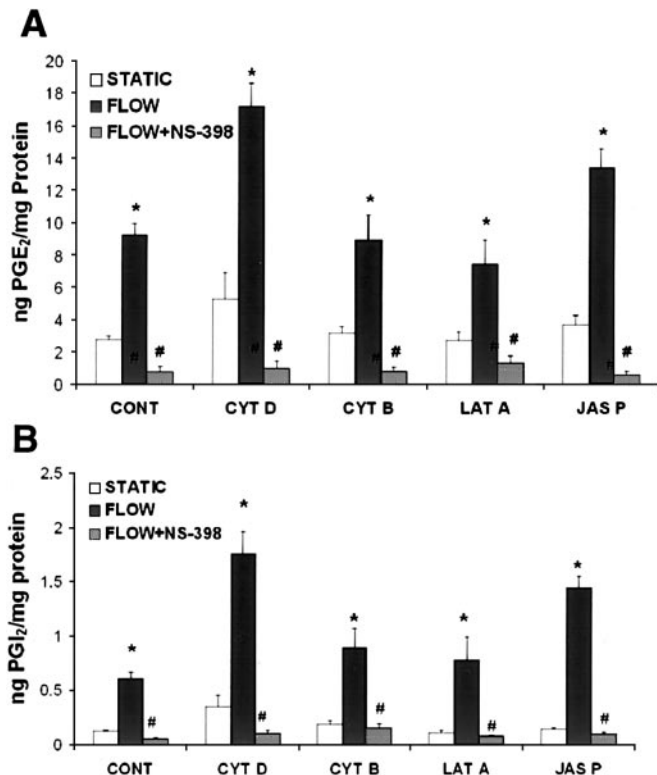 A
20
18
16
14
12
10
8
6
4
2
0
ng PGE₂/mg Protein
STATIC
FLOW
FLOW+NS-398
* * * * *
# # # # # # # # # #
CONT CYT D CYT B LAT A JAS P
B
2.5
2
1.5
1
0.5
0
ng PGI₂/mg protein
STATIC
FLOW
FLOW+NS-398
* * * * *
# # # # #
CONT CYT D CYT B LAT A JAS P